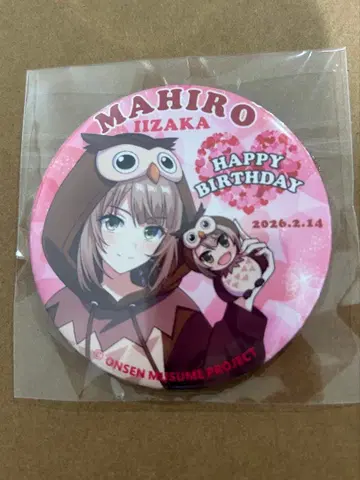 MAHIRO
IIZAKA
HAPPY
BIRTHDAY
2026.2.14
© ONSEN MUSUME PROJECT